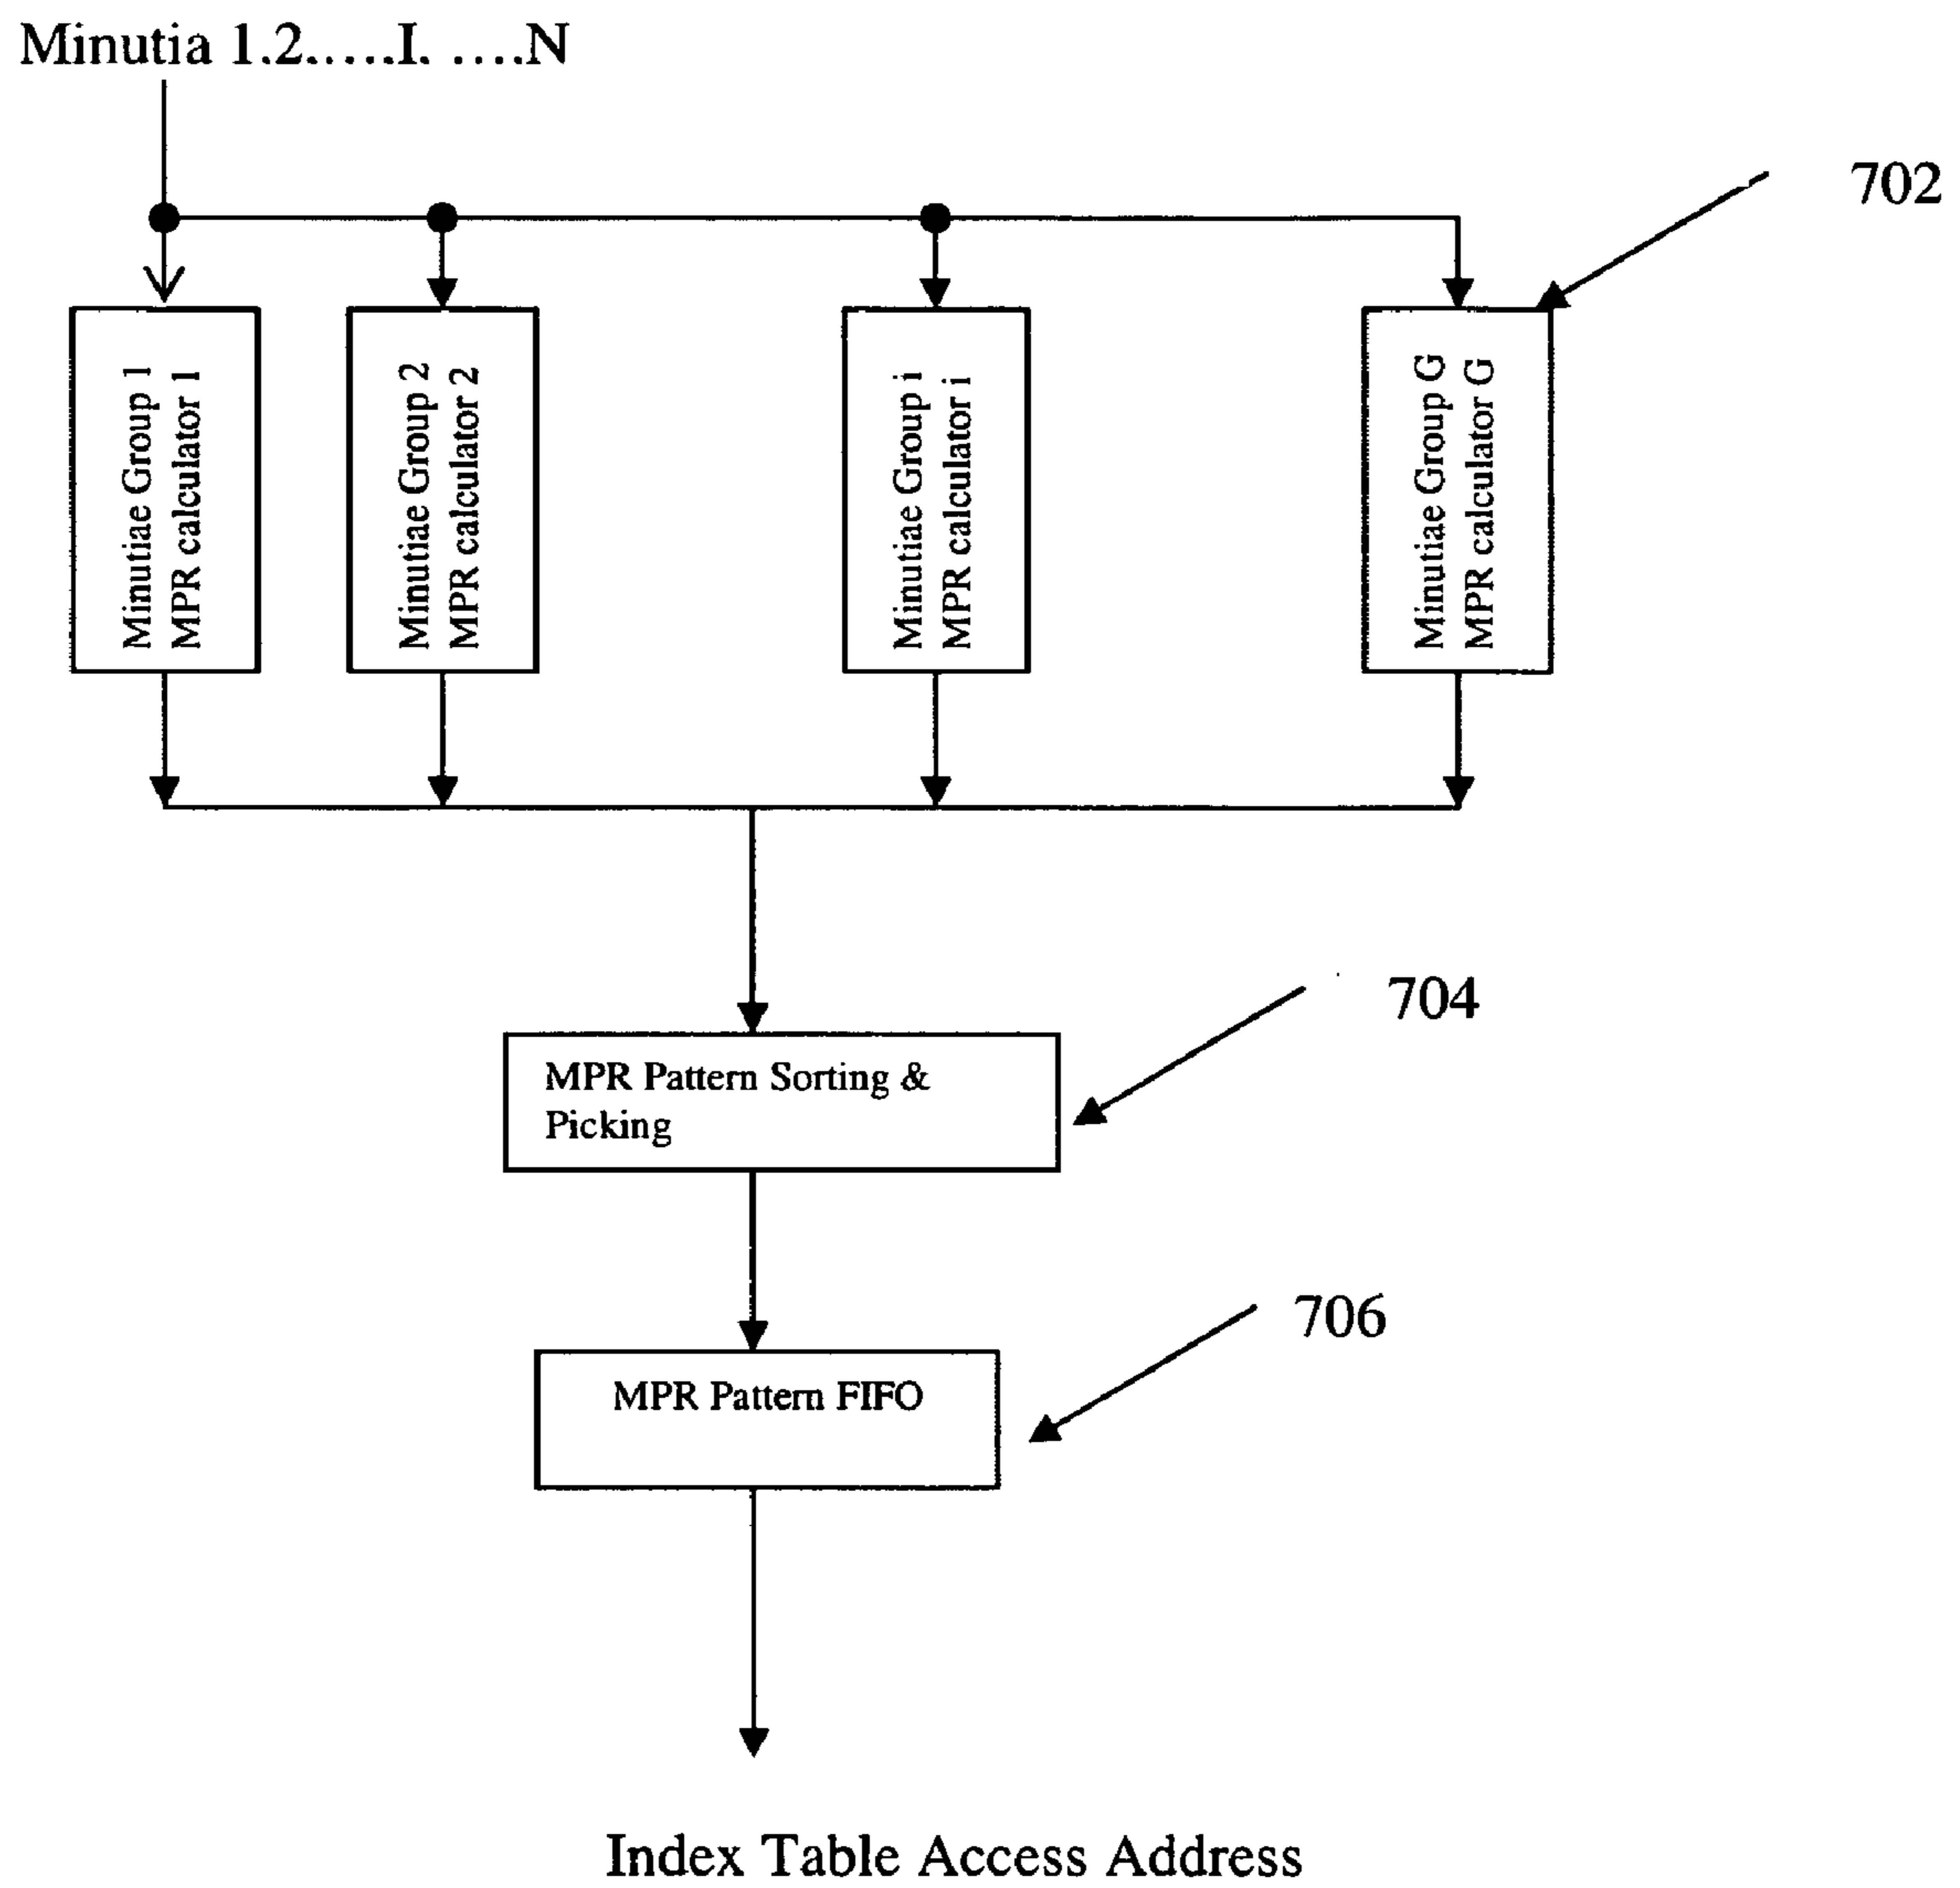 Minutia 1.2.....I. ....N
702
Minutiae Group 1
MPR calculator 1
Minutiae Group 2
MPR calculator 2
Minutiae Group i
MPR calculator i
Minutiae Group G
MPR calculator G
704
MPR Pattern Sorting &
Picking
706
MPR Pattern FIFO
Index Table Access Address